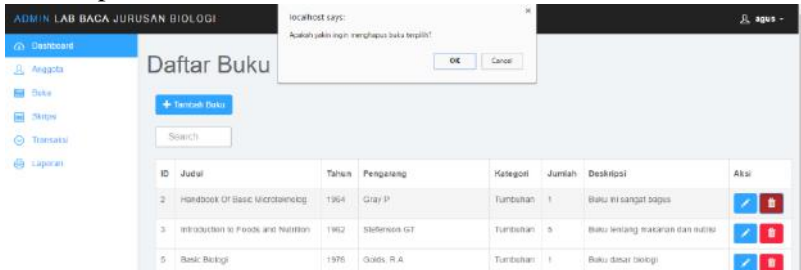 ADMIN LAB BACA JURUSAN BIOLOGI
agus
localhost says:
Apakah yakin ingin menghapus buku terpilih?
OK Cancel
Dashboard
Anggota
Buku
Skripsi
Transaksi
Laporan
Daftar Buku
Tambah Buku
Search
ID Judul Tahun Pengarang Kategori Jumlah Deskripsi Aksi
2 Handbook Of Basic Microteknologi 1964 Gray P Tumbuhan 1 Buku ini sangat bagus
3 Introduction to Foods and Nutrition 1962 Stefenson GT Tumbuhan 5 Buku tentang makanan dan nutrisi
5 Basic Biologi 1976 Golds. R.A Tumbuhan 1 Buku dasar biologi